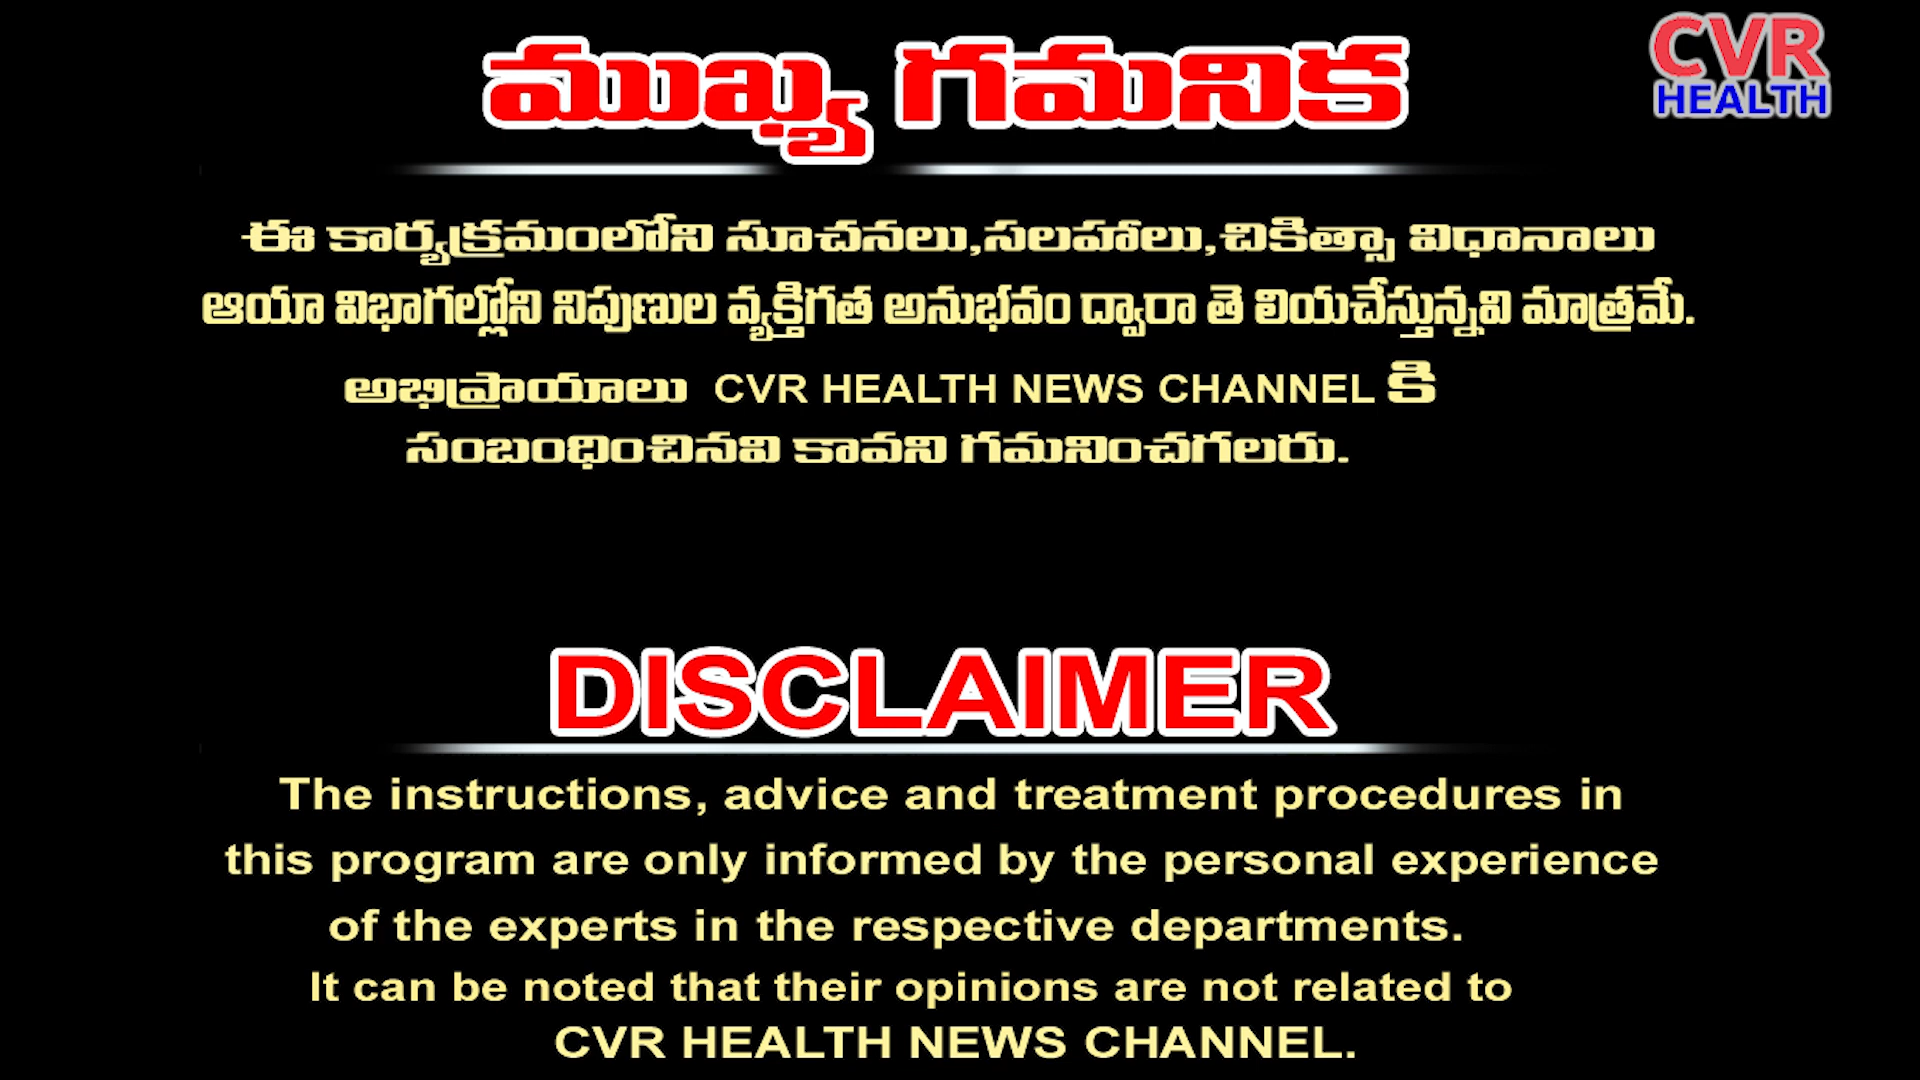 CVR
HEALTH
ముఖ్య గమనిక
ఈ కార్యక్రమంలోని సూచనలు,సలహాలు,చికిత్సా విధానాలు
ఆయా విభాగల్లోని నిపుణుల వ్యక్తిగత అనుభవం ద్వారా తె లియచేస్తున్నవి మాత్రమే.
అభిప్రాయాలు CVR HEALTH NEWS CHANNEL కి
సంబంధించినవి కావని గమనించగలరు.
DISCLAIMER
The instructions, advice and treatment procedures in
this program are only informed by the personal experience
of the experts in the respective departments.
It can be noted that their opinions are not related to
CVR HEALTH NEWS CHANNEL.